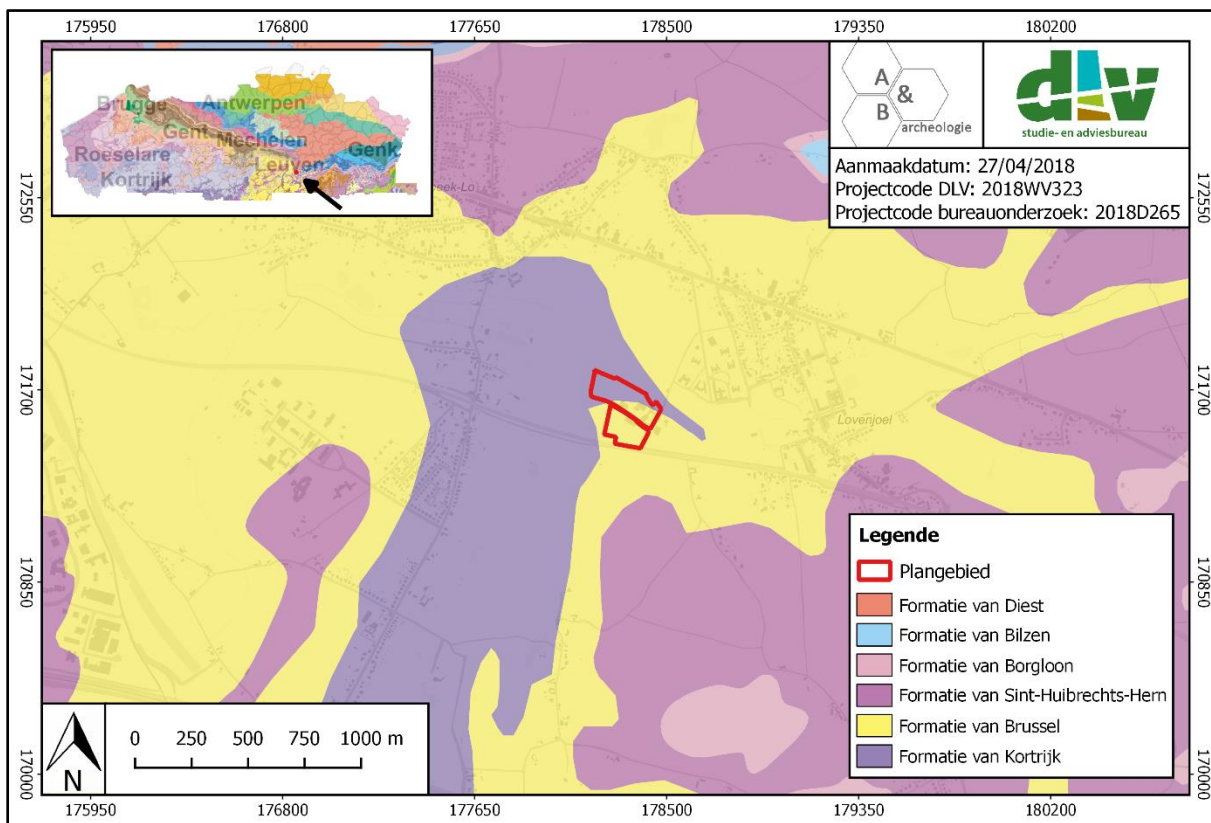 175950 176800 177650 178500 179350 180200
Brugge
Antwerpen
Gent
Mechelen
Roeselare
Leuven
Genk
Kortrijk
A
&
B
archeologie
dlv
studie- en adviesbureau
Aanmaakdatum: 27/04/2018
Projectcode DLV: 2018WV323
Projectcode bureauonderzoek: 2018D265
172550
172550
171700
171700
Lovenjoel
170850
170850
Legende
Plangebied
Formatie van Diest
Formatie van Bilzen
Formatie van Borgloon
Formatie van Sint-Huibrechts-Hern
Formatie van Brussel
Formatie van Kortrijk
N
0 250 500 750 1000 m
170000
170000
175950 176800 177650 178500 179350 180200